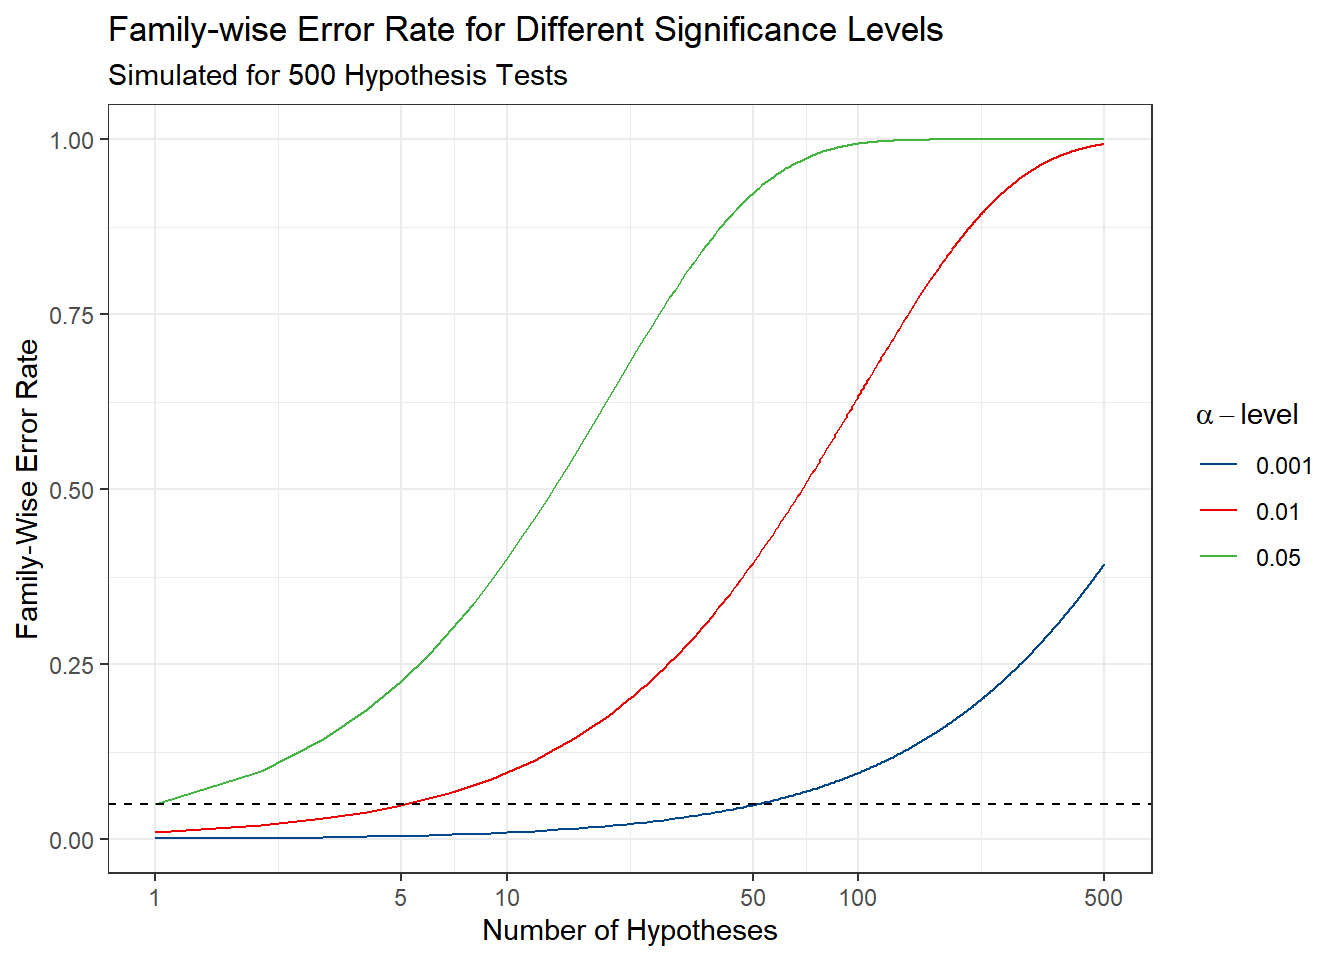 Family-wise Error Rate for Different Significance Levels
Simulated for 500 Hypothesis Tests
1.00
0.75
0.50
0.25
0.00
Family-Wise Error Rate
1 5 10 50 100 500
Number of Hypotheses
α − level
0.001
0.01
0.05